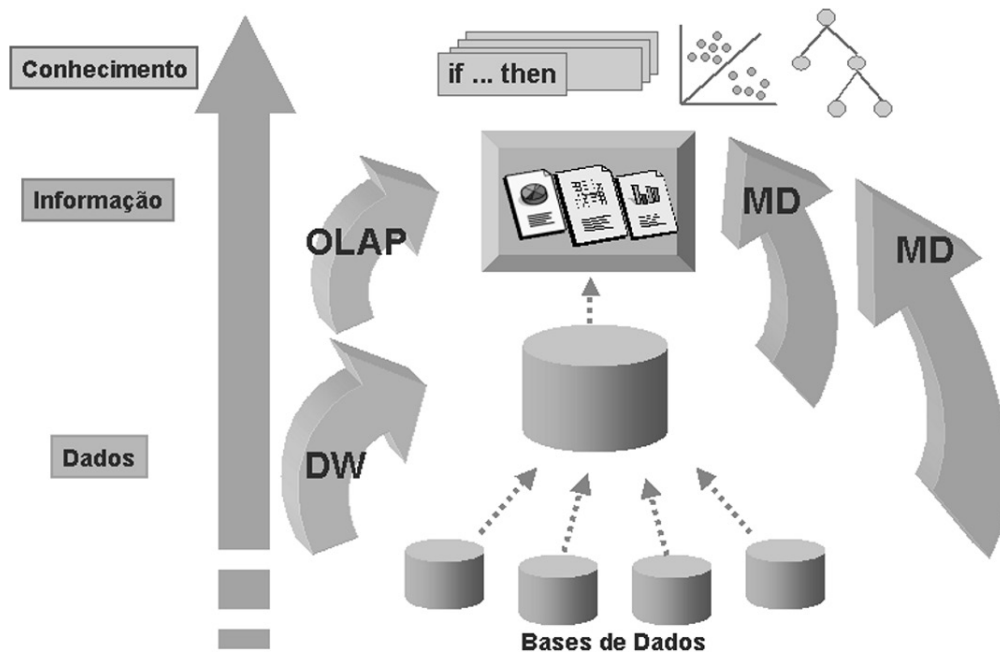 Conhecimento
if ... then
Informação
OLAP
MD
MD
Dados
DW
Bases de Dados